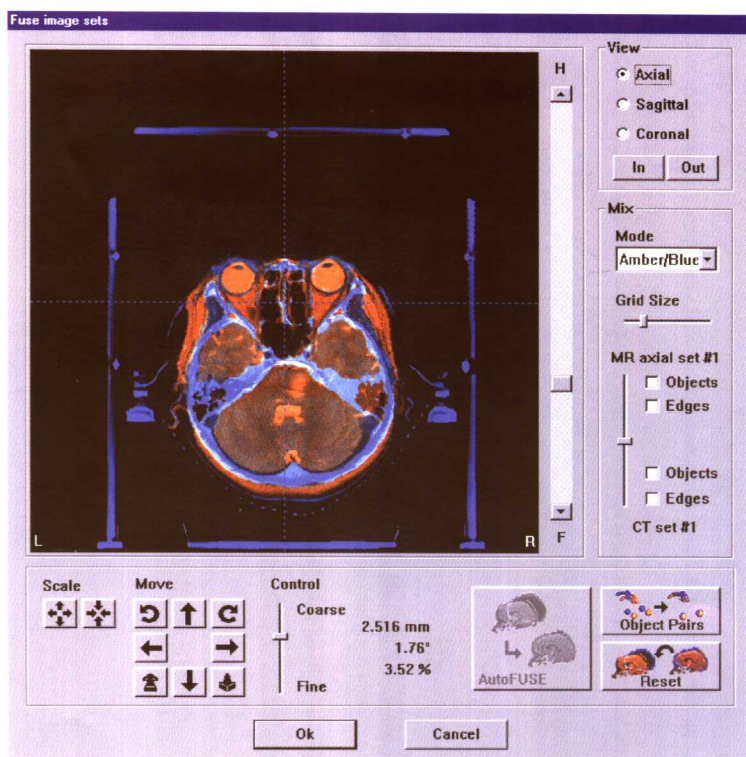 Fuse image sets
H
F
L
R
View
Axial
Sagittal
Coronal
In Out
Mix
Mode
Amber/Blue
Grid Size
MR axial set #1
Objects
Edges
Objects
Edges
CT set #1
Scale
Move
Control
Coarse
2.516 mm
1.76°
3.52 %
Fine
AutoFUSE
Object Pairs
Reset
Ok
Cancel